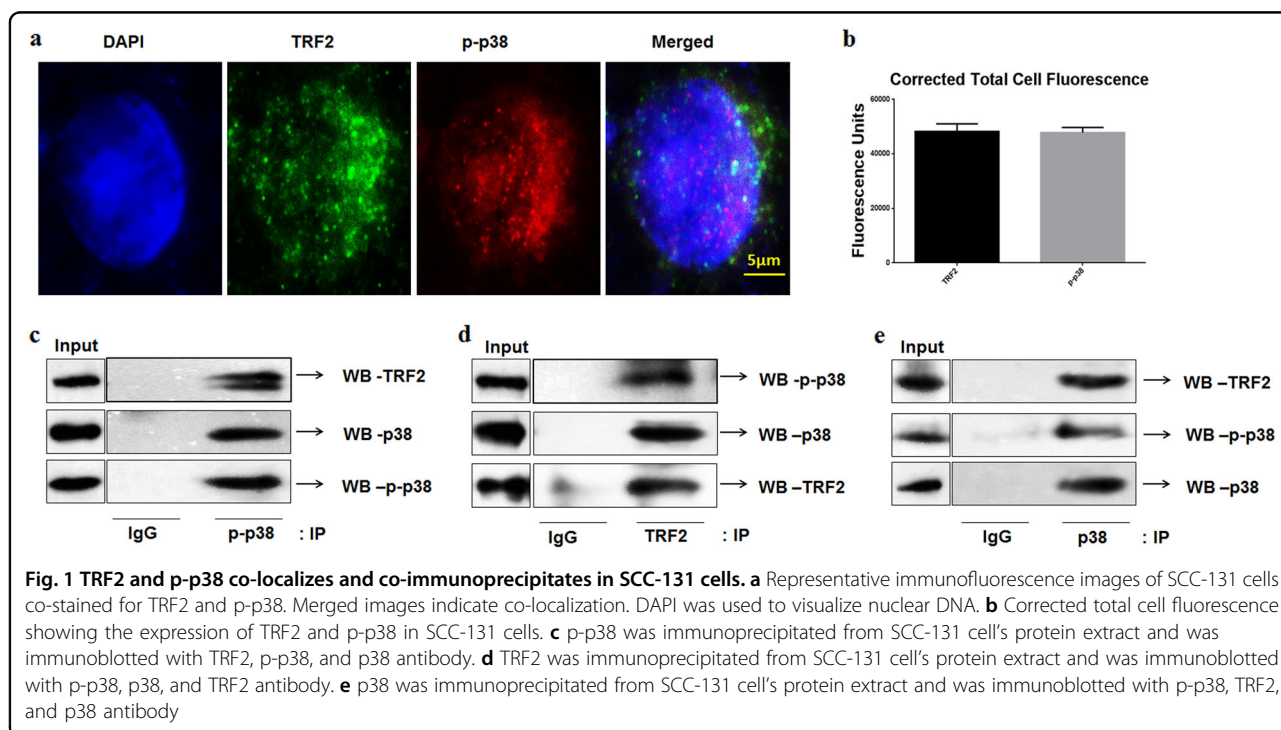 a
DAPI TRF2 p-p38 Merged
5μm
b
Corrected Total Cell Fluorescence
Fluorescence Units
60000
40000
20000
0
TRF2 p-p38
c
Input
WB -TRF2
WB -p38
WB –p-p38
IgG p-p38 : IP
d
Input
WB -p-p38
WB –p38
WB –TRF2
IgG TRF2 : IP
e
Input
WB –TRF2
WB –p-p38
WB –p38
IgG p38 : IP
Fig. 1 TRF2 and p-p38 co-localizes and co-immunoprecipitates in SCC-131 cells. a Representative immunofluorescence images of SCC-131 cells
co-stained for TRF2 and p-p38. Merged images indicate co-localization. DAPI was used to visualize nuclear DNA. b Corrected total cell fluorescence
showing the expression of TRF2 and p-p38 in SCC-131 cells. c p-p38 was immunoprecipitated from SCC-131 cell's protein extract and was
immunoblotted with TRF2, p-p38, and p38 antibody. d TRF2 was immunoprecipitated from SCC-131 cell's protein extract and was immunoblotted
with p-p38, p38, and TRF2 antibody. e p38 was immunoprecipitated from SCC-131 cell's protein extract and was immunoblotted with p-p38, TRF2,
and p38 antibody